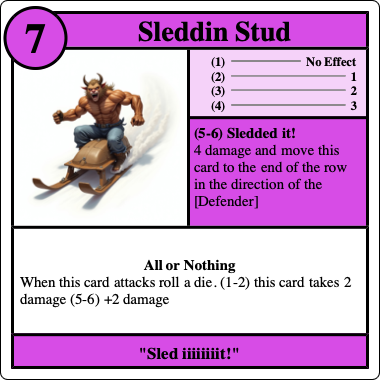 7
Sleddin Stud
(1) No Effect
(2) 1
(3) 2
(4) 3
(5-6) Sledded it!
4 damage and move this
card to the end of the row
in the direction of the
[Defender]
All or Nothing
When this card attacks roll a die. (1-2) this card takes 2
damage (5-6) +2 damage
"Sled iiiiiiiit!"